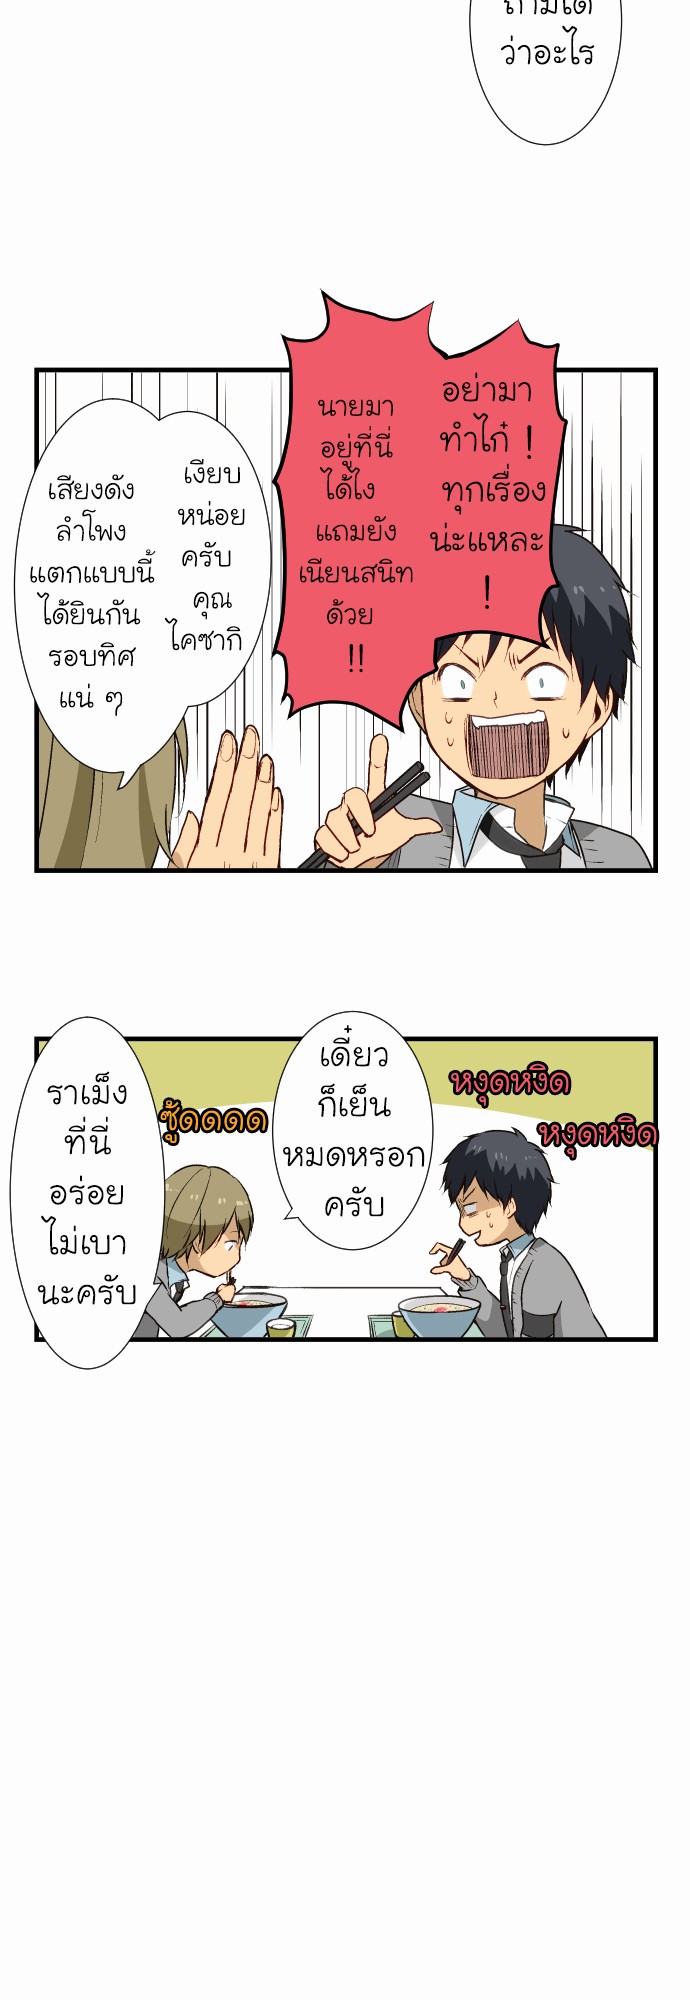 ว่าอะไร
อย่ามา
ทำไก๋ !
ทุกเรื่อง
น่ะแหละ
!
นายมา
อยู่ที่นี่
ได้ไง
แถมยัง
เนียนสนิท
ด้วย
!!
เงียบ
หน่อย
ครับ
คุณ
ไคซากิ
เสียงดัง
ลำโพง
แตกแบบนี้
ได้ยินกัน
รอบทิศ
แน่ ๆ
หงุดหงิด
หงุดหงิด
เดี๋ยว
ก็เย็น
หมดหรอก
ครับ
ซู้ดดดด
ราเม็ง
ที่นี่
อร่อย
ไม่เบา
นะครับ